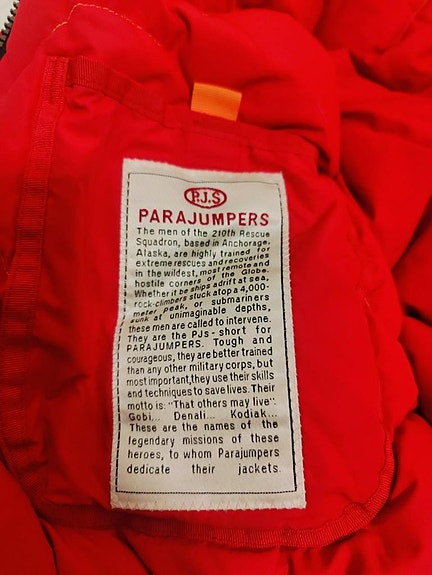 P.J.S
PARAJUMPERS
The men of the 210th Rescue
Squadron, based in Anchorage,
Alaska, are highly trained for
extreme rescues and recoveries
in the wildest, most remote and
hostile corners of the Globe.
Whether it be ships adrift at sea,
rock-climbers stuck atop a 4,000-
meter peak, or submariners
sunk at unimaginable depths,
these men are called to intervene.
They are the PJs - short for
PARAJUMPERS. Tough and
courageous, they are better trained
than any other military corps, but
most important,they use their skills
and techniques to save lives. Their
motto is: "That others may live".
Gobi... Denali... Kodiak...
These are the names of the
legendary missions of these
heroes, to whom Parajumpers
dedicate their jackets.